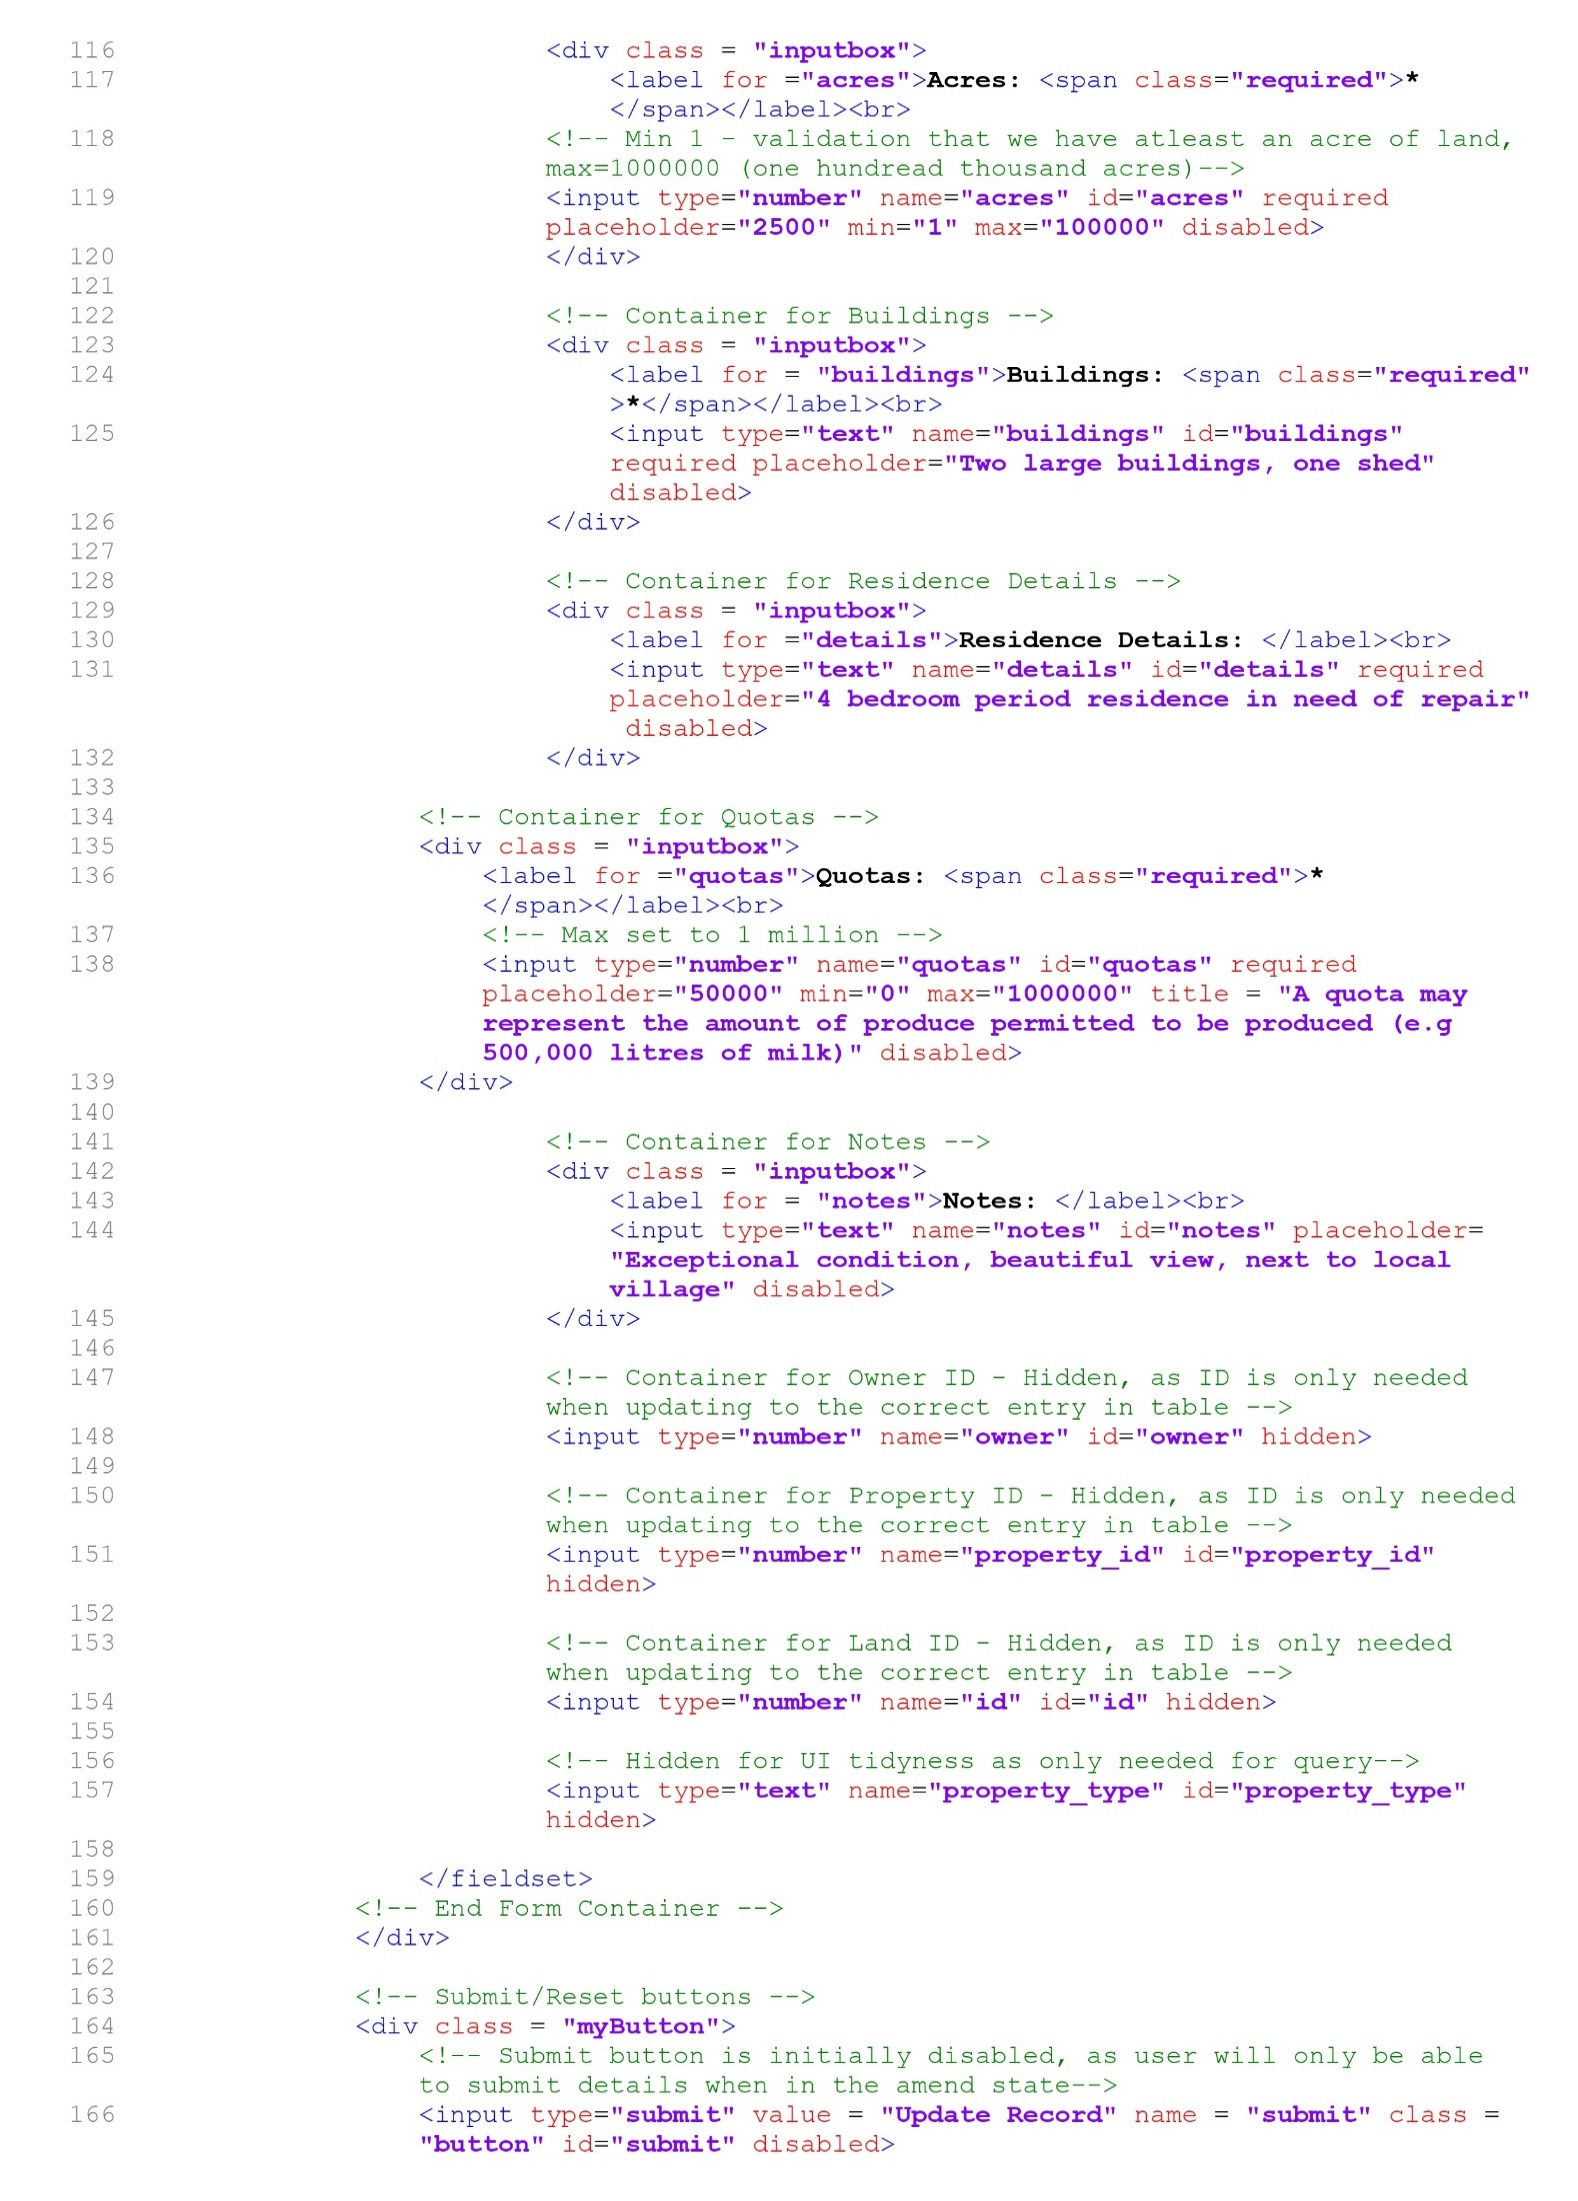 116 <div class = "inputbox">
117 <label for ="acres">Acres: <span class="required">*
</span></label><br>
118 <!-- Min 1 - validation that we have atleast an acre of land,
max=1000000 (one hundread thousand acres)-->
119 <input type="number" name="acres" id="acres" required
placeholder="2500" min="1" max="100000" disabled>
120 </div>
121
122 <!-- Container for Buildings -->
123 <div class = "inputbox">
124 <label for = "buildings">Buildings: <span class="required"
>*</span></label><br>
125 <input type="text" name="buildings" id="buildings"
required placeholder="Two large buildings, one shed"
disabled>
126 </div>
127
128 <!-- Container for Residence Details -->
129 <div class = "inputbox">
130 <label for ="details">Residence Details: </label><br>
131 <input type="text" name="details" id="details" required
placeholder="4 bedroom period residence in need of repair"
disabled>
132 </div>
133
134 <!-- Container for Quotas -->
135 <div class = "inputbox">
136 <label for ="quotas">Quotas: <span class="required">*
</span></label><br>
137 <!-- Max set to 1 million -->
138 <input type="number" name="quotas" id="quotas" required
placeholder="50000" min="0" max="1000000" title = "A quota may
represent the amount of produce permitted to be produced (e.g
500,000 litres of milk)" disabled>
139 </div>
140
141 <!-- Container for Notes -->
142 <div class = "inputbox">
143 <label for = "notes">Notes: </label><br>
144 <input type="text" name="notes" id="notes" placeholder=
"Exceptional condition, beautiful view, next to local
village" disabled>
145 </div>
146
147 <!-- Container for Owner ID - Hidden, as ID is only needed
when updating to the correct entry in table -->
148 <input type="number" name="owner" id="owner" hidden>
149
150 <!-- Container for Property ID - Hidden, as ID is only needed
when updating to the correct entry in table -->
151 <input type="number" name="property_id" id="property_id"
hidden>
152
153 <!-- Container for Land ID - Hidden, as ID is only needed
when updating to the correct entry in table -->
154 <input type="number" name="id" id="id" hidden>
155
156 <!-- Hidden for UI tidyness as only needed for query-->
157 <input type="text" name="property_type" id="property_type"
hidden>
158
159 </fieldset>
160 <!-- End Form Container -->
161 </div>
162
163 <!-- Submit/Reset buttons -->
164 <div class = "myButton">
165 <!-- Submit button is initially disabled, as user will only be able
to submit details when in the amend state-->
166 <input type="submit" value = "Update Record" name = "submit" class =
"button" id="submit" disabled>